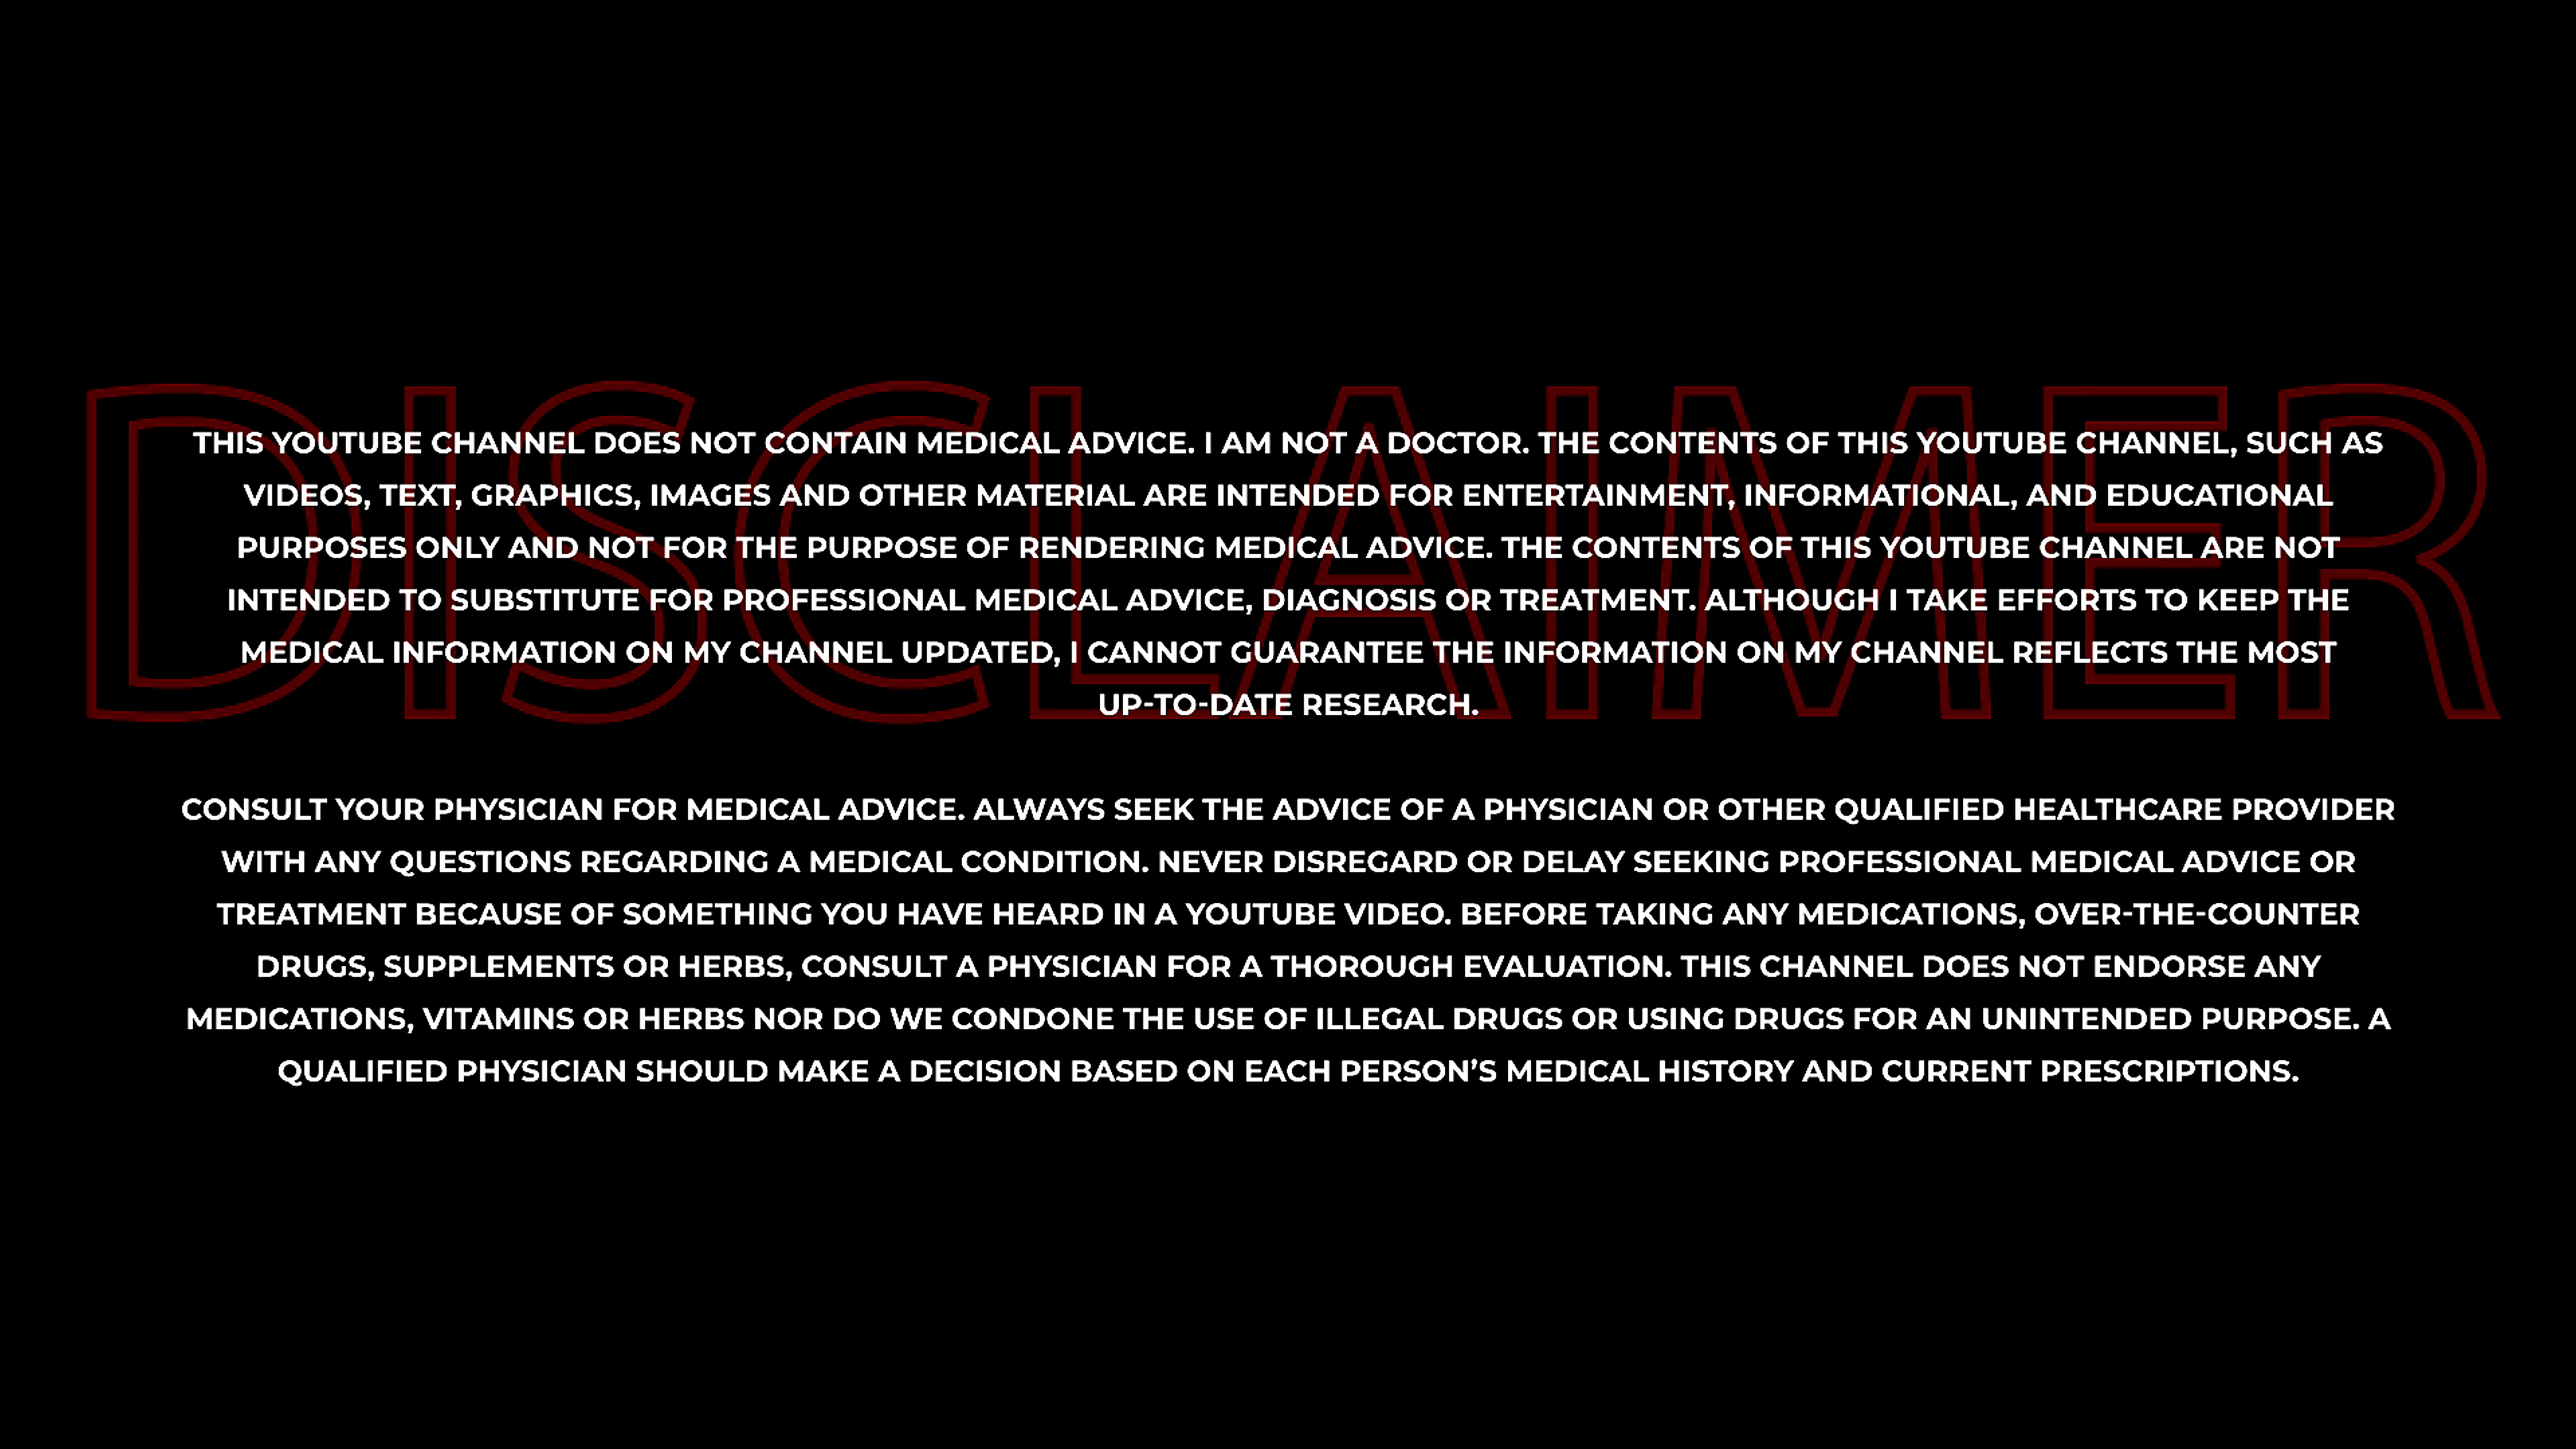 DISCLAIMER
THIS YOUTUBE CHANNEL DOES NOT CONTAIN MEDICAL ADVICE. I AM NOT A DOCTOR. THE CONTENTS OF THIS YOUTUBE CHANNEL, SUCH AS
VIDEOS, TEXT, GRAPHICS, IMAGES AND OTHER MATERIAL ARE INTENDED FOR ENTERTAINMENT, INFORMATIONAL, AND EDUCATIONAL
PURPOSES ONLY AND NOT FOR THE PURPOSE OF RENDERING MEDICAL ADVICE. THE CONTENTS OF THIS YOUTUBE CHANNEL ARE NOT
INTENDED TO SUBSTITUTE FOR PROFESSIONAL MEDICAL ADVICE, DIAGNOSIS OR TREATMENT. ALTHOUGH I TAKE EFFORTS TO KEEP THE
MEDICAL INFORMATION ON MY CHANNEL UPDATED, I CANNOT GUARANTEE THE INFORMATION ON MY CHANNEL REFLECTS THE MOST
UP-TO-DATE RESEARCH.
CONSULT YOUR PHYSICIAN FOR MEDICAL ADVICE. ALWAYS SEEK THE ADVICE OF A PHYSICIAN OR OTHER QUALIFIED HEALTHCARE PROVIDER
WITH ANY QUESTIONS REGARDING A MEDICAL CONDITION. NEVER DISREGARD OR DELAY SEEKING PROFESSIONAL MEDICAL ADVICE OR
TREATMENT BECAUSE OF SOMETHING YOU HAVE HEARD IN A YOUTUBE VIDEO. BEFORE TAKING ANY MEDICATIONS, OVER-THE-COUNTER
DRUGS, SUPPLEMENTS OR HERBS, CONSULT A PHYSICIAN FOR A THOROUGH EVALUATION. THIS CHANNEL DOES NOT ENDORSE ANY
MEDICATIONS, VITAMINS OR HERBS NOR DO WE CONDONE THE USE OF ILLEGAL DRUGS OR USING DRUGS FOR AN UNINTENDED PURPOSE. A
QUALIFIED PHYSICIAN SHOULD MAKE A DECISION BASED ON EACH PERSON’S MEDICAL HISTORY AND CURRENT PRESCRIPTIONS.